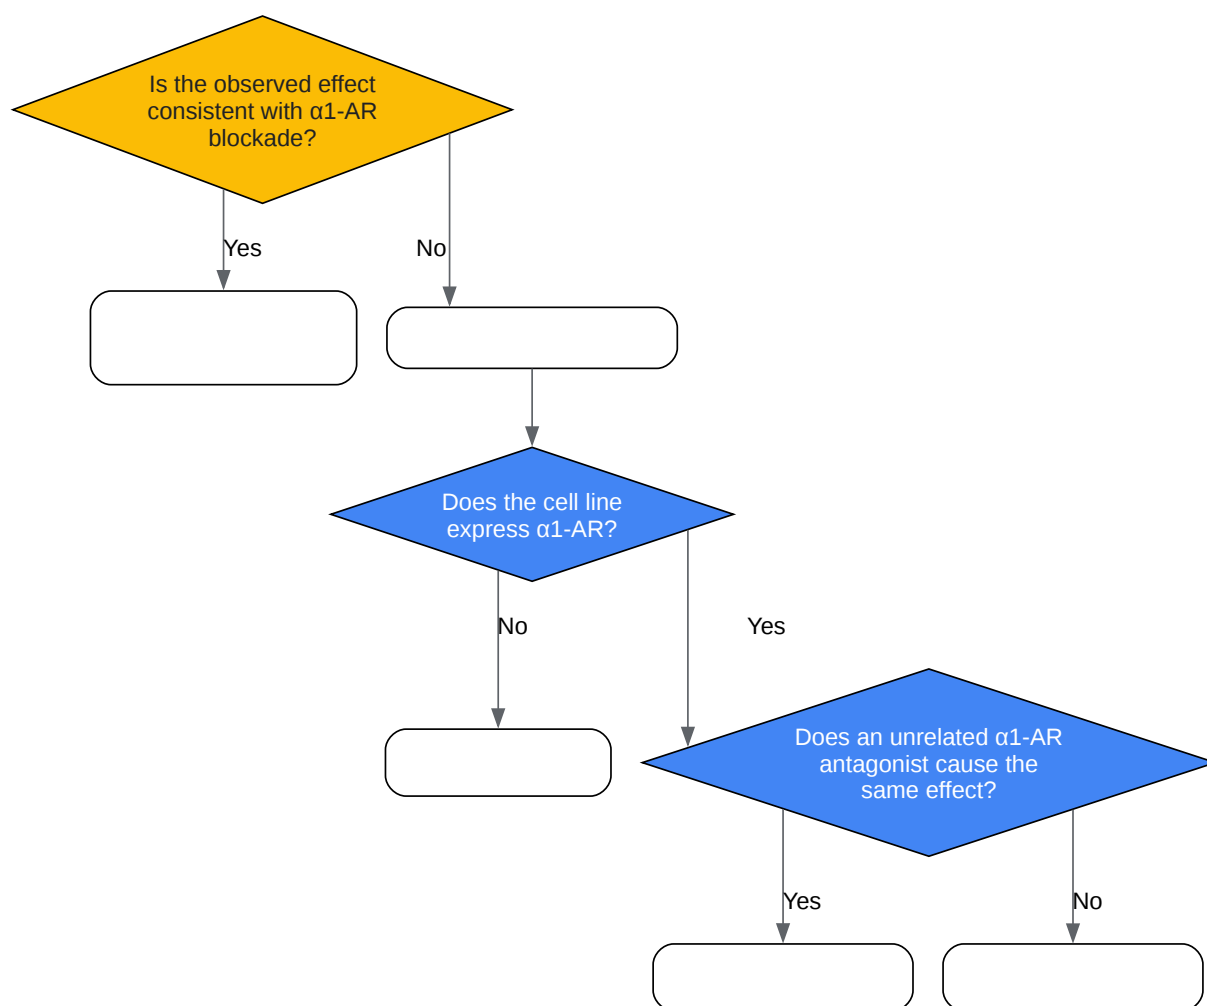 Is the observed effect
consistent with α1-AR
blockade?
Yes
No
Does the cell line
express α1-AR?
No
Yes
Does an unrelated α1-AR
antagonist cause the
same effect?
Yes
No